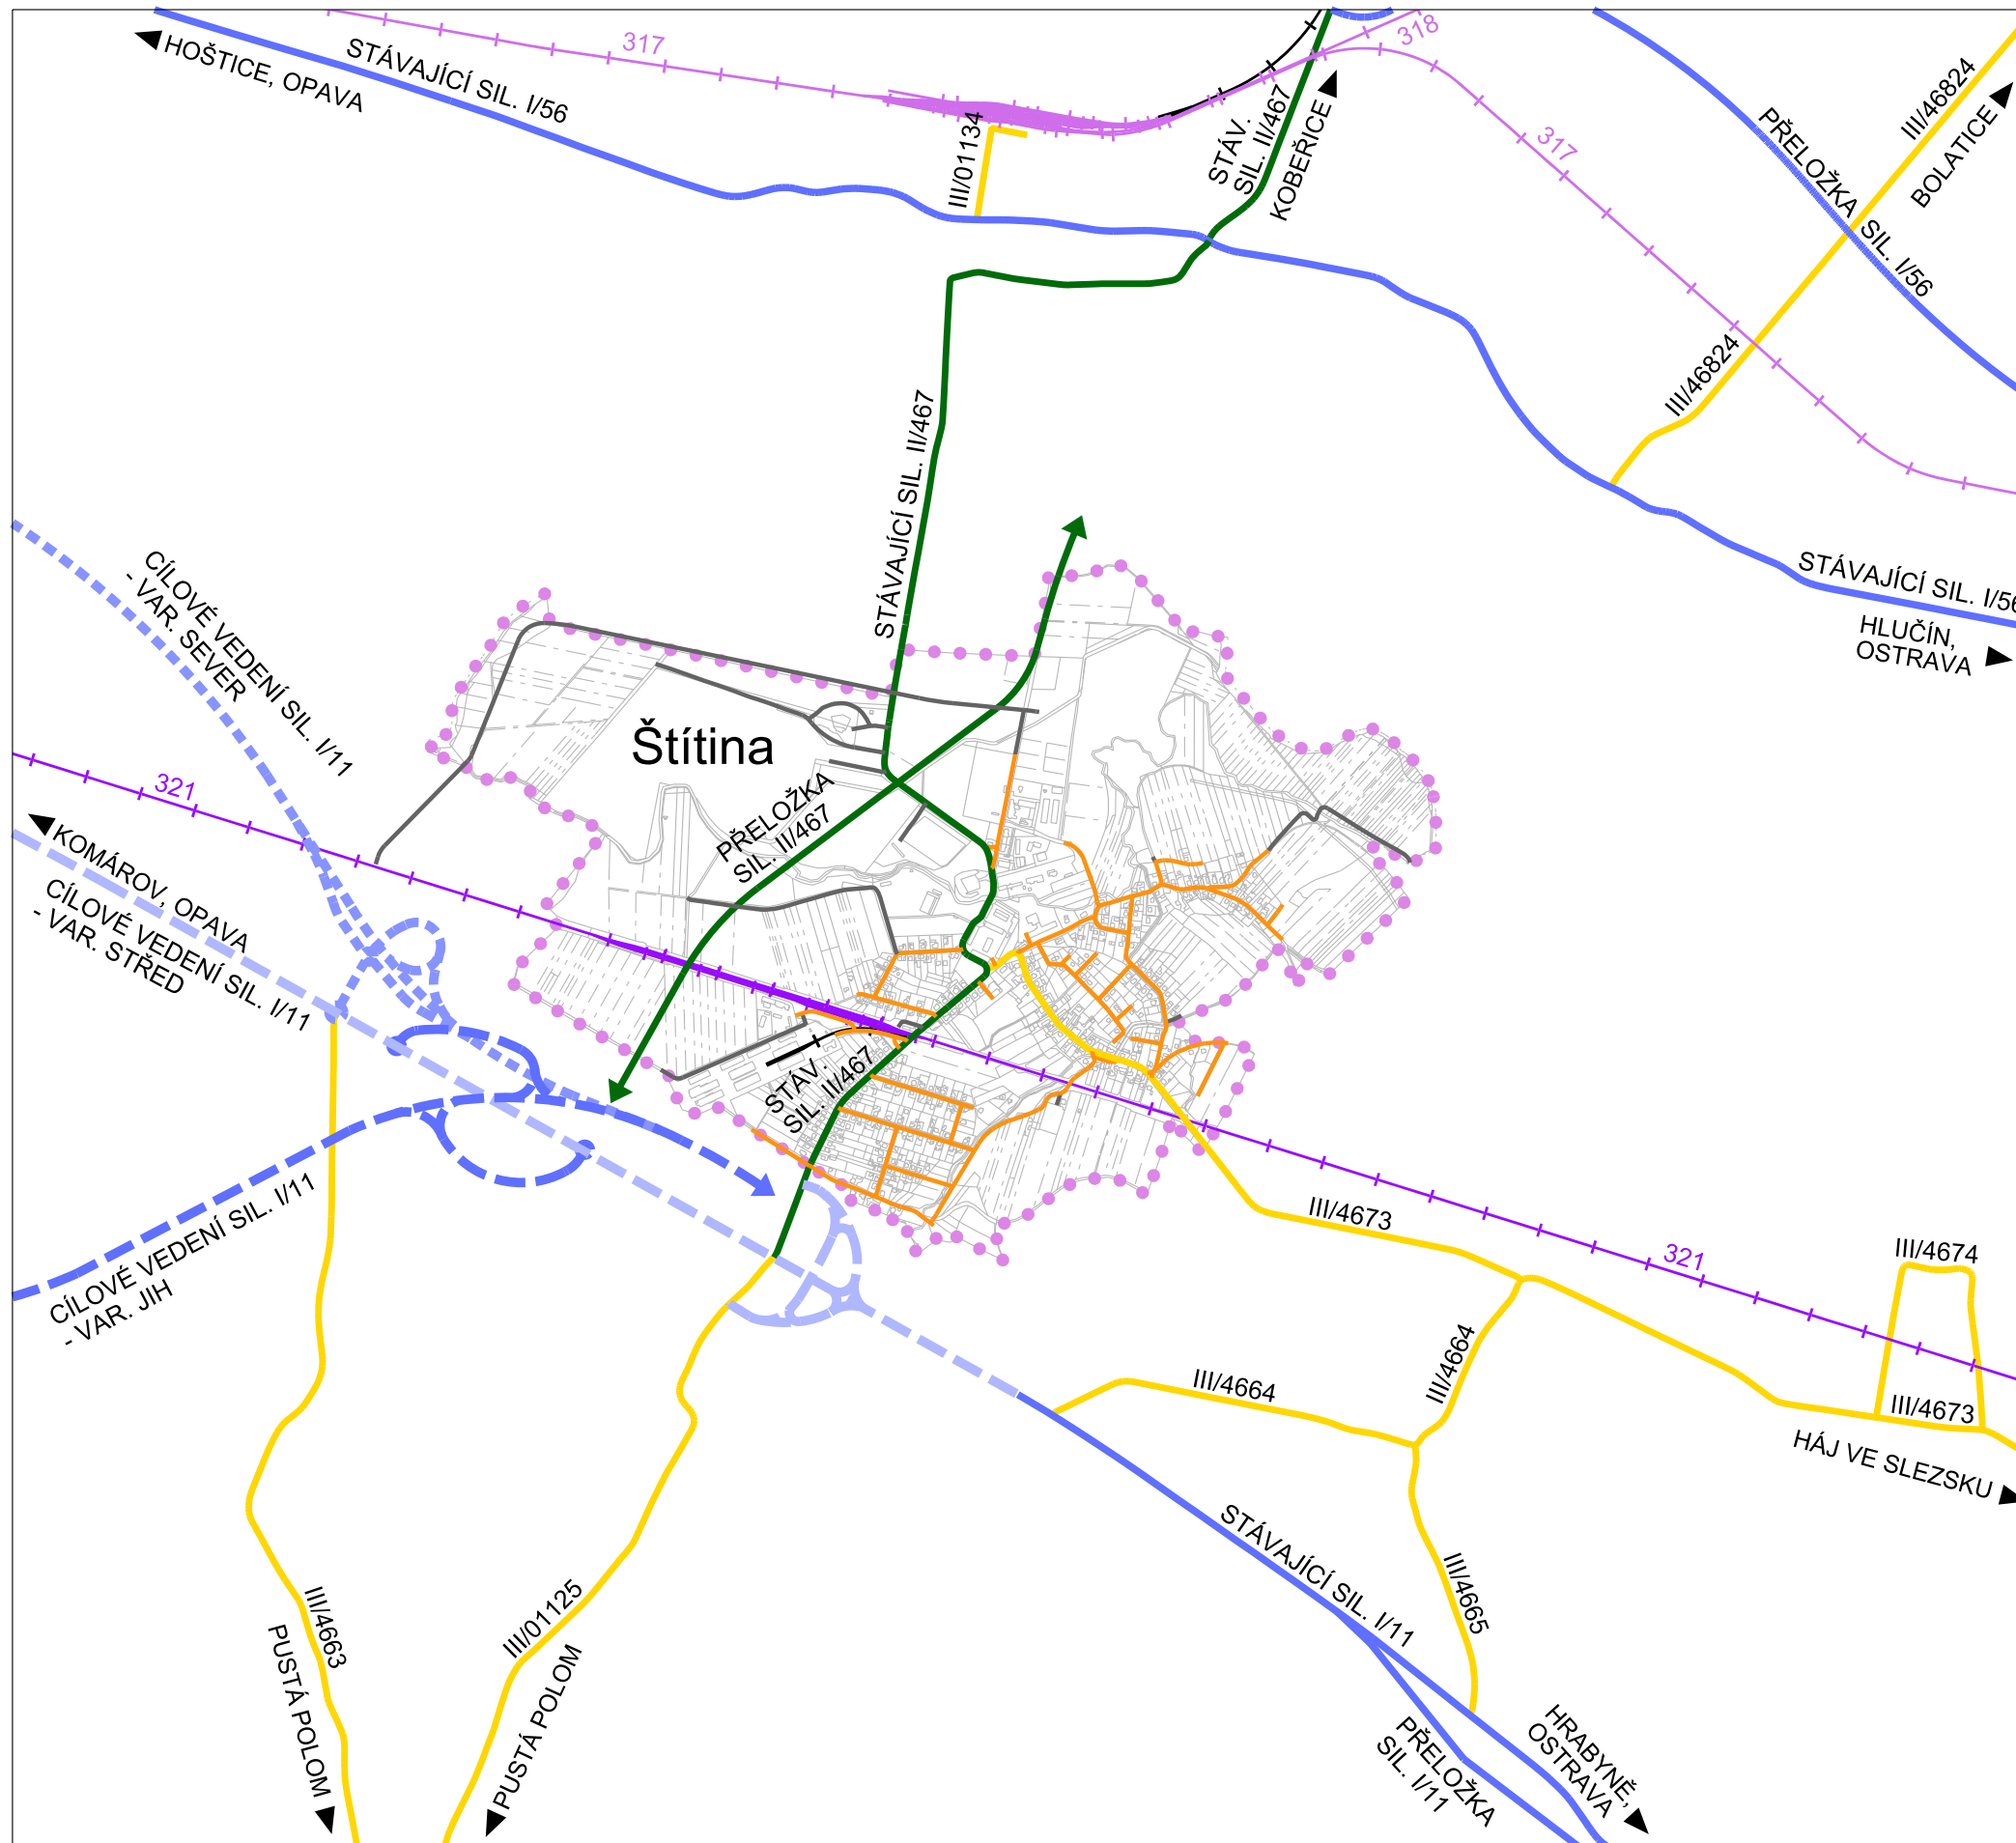 317
318
HOŠTICE, OPAVA
STÁVAJÍCÍ SIL. I/56
III/01134
STÁV.
SIL. II/467
KOBEŘICE
317
PŘELOŽKA SIL. I/56
III/46824
BOLATICE
III/46824
STÁVAJÍCÍ SIL. II/467
STÁVAJÍCÍ SIL. I/56
HLUČÍN,
OSTRAVA
CÍLOVÉ VEDENÍ SIL. I/11
- VAR. SEVER
Štítina
321
PŘELOŽKA
SIL. II/467
KOMÁROV, OPAVA
CÍLOVÉ VEDENÍ SIL. I/11
- VAR. STŘED
STÁV.
SIL. II/467
CÍLOVÉ VEDENÍ SIL. I/11
- VAR. JIH
III/4673
321
III/4674
III/4664
III/4664
III/4673
HÁJ VE SLEZSKU
STÁVAJÍCÍ SIL. I/11
III/4665
III/4663
PUSTÁ POLOM
III/01125
PUSTÁ POLOM
PŘELOŽKA
SIL. I/11
HRABYNĚ,
OSTRAVA